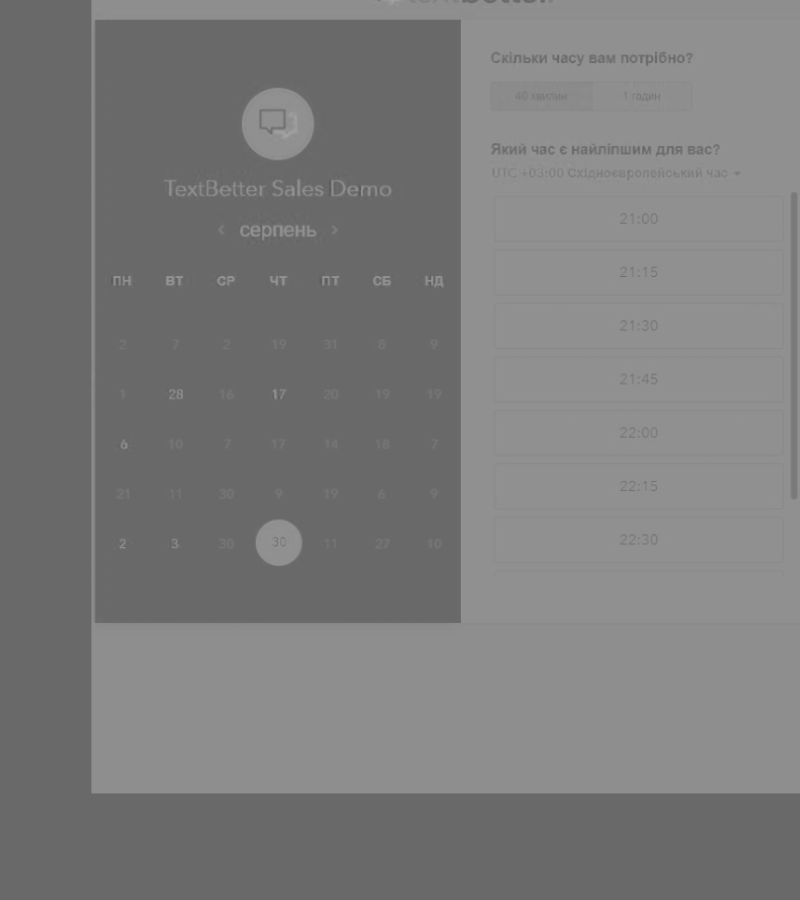 TextBetter Sales Demo
‹ серпень ›
ПН ВТ СР ЧТ ПТ СБ НД
2 7 2 19 31 8 9
1 28 16 17 20 19 19
6 10 7 17 14 18 7
21 11 30 9 19 6 9
2 3 30 30 11 27 10
Скільки часу вам потрібно?
40 хвилин 1 годин
Який час є найліпшим для вас?
UTC +03:00 Східноєвропейський час
21:00
21:15
21:30
21:45
22:00
22:15
22:30